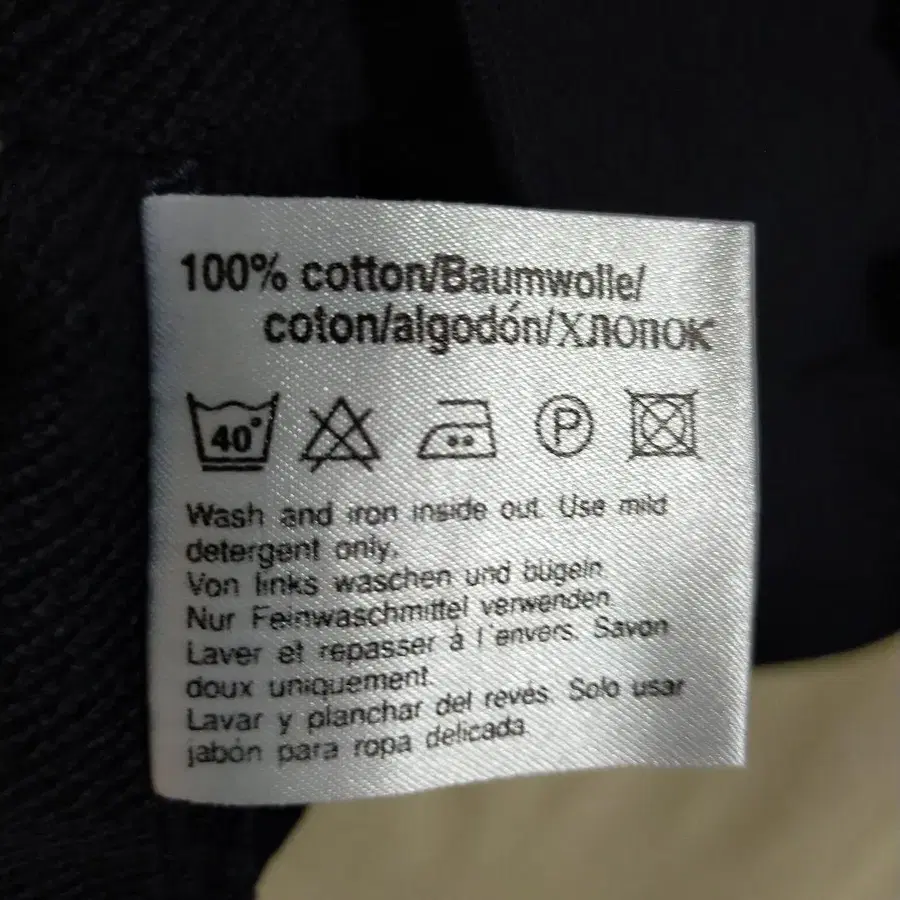 100% cotton/Baumwolle/
coton/algodón/хлопок
40°
P
Wash and iron inside out. Use mild
detergent only.
Von links waschen und bügeln.
Nur Feinwaschmittel verwenden.
Laver et repasser à l'envers. Savon
doux uniquement.
Lavar y planchar del revés. Solo usar
jabón para ropa delicada.